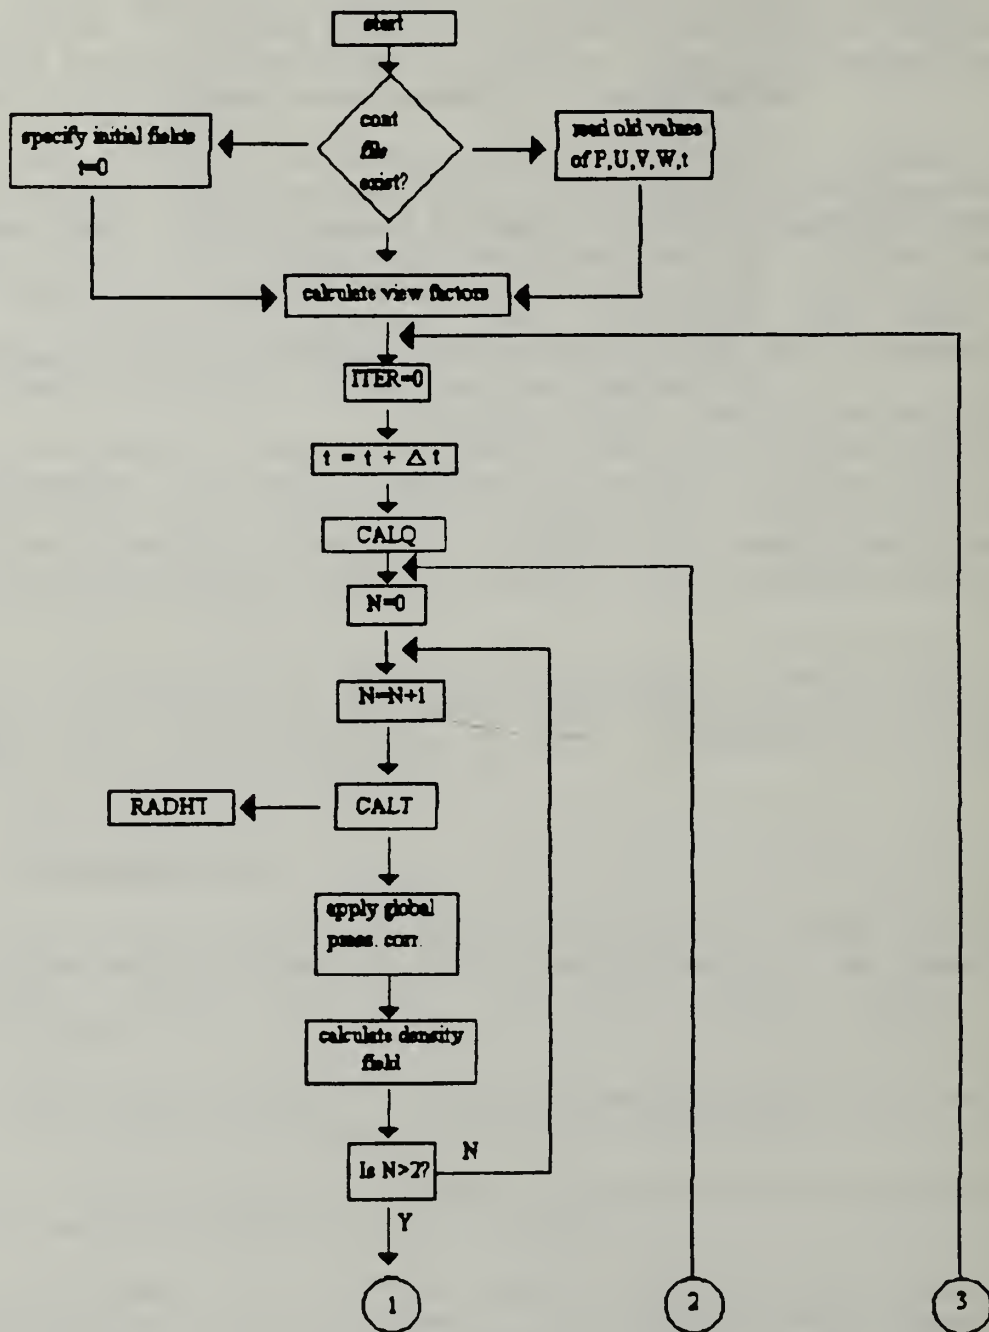 start
cont
file
exist?
specify initial fields
t=0
read old values
of P,U,V,W,t
calculate view factors
ITER=0
t = t + Δ t
CALQ
N=0
N=N+1
RADHT
CALT
apply global
press. corr.
calculate density
field
Is N>2?
N
Y
1
2
3